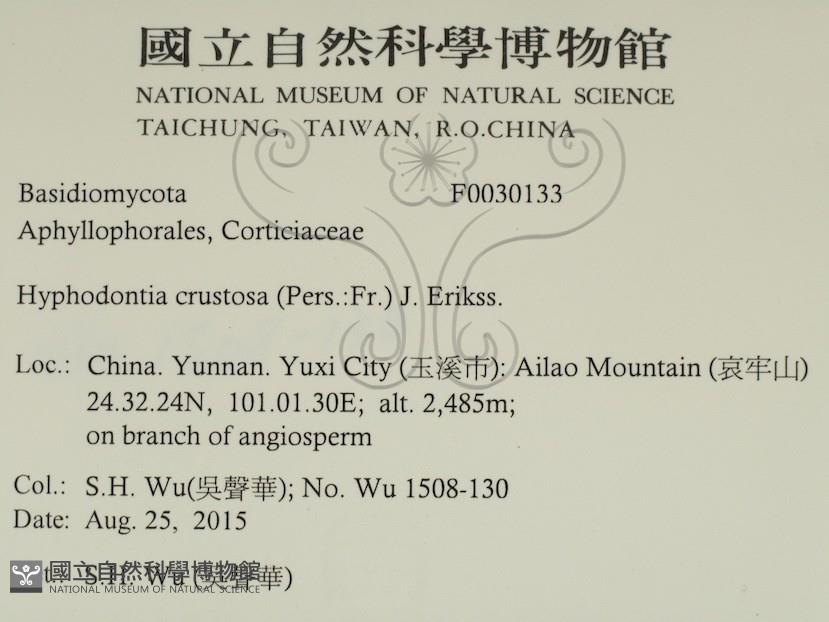 國立自然科學博物館
NATIONAL MUSEUM OF NATURAL SCIENCE
TAICHUNG, TAIWAN, R.O.CHINA
Basidiomycota F0030133
Aphyllophorales, Corticiaceae
Hyphodontia crustosa (Pers.:Fr.) J. Erikss.
Loc.: China. Yunnan. Yuxi City (玉溪市): Ailao Mountain (哀牢山)
24.32.24N, 101.01.30E; alt. 2,485m;
on branch of angiosperm
Col.: S.H. Wu(吳聲華); No. Wu 1508-130
Date: Aug. 25, 2015
S.H. Wu (吳聲華)
國立自然科學博物館
NATIONAL MUSEUM OF NATURAL SCIENCE